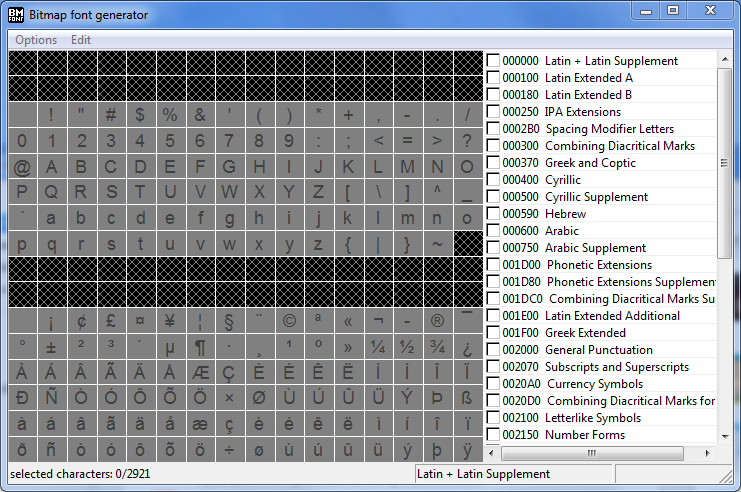 BM FONT Bitmap font generator
Options Edit
! " # $ % & ' ( ) * + , - . /
0 1 2 3 4 5 6 7 8 9 : ; < = > ?
@ A B C D E F G H I J K L M N O
P Q R S T U V W X Y Z [ \ ] ^ _
` a b c d e f g h i j k l m n o
p q r s t u v w x y z { | } ~
¡ ¢ £ ¤ ¥ ¦ § ¨ © ª « ¬ - ® ¯
° ± ² ³ ´ µ ¶ · ¸ ¹ º » ¼ ½ ¾ ¿
À Á Â Ã Ä Å Æ Ç È É Ê Ë Ì Í Î Ï
Ð Ñ Ò Ó Ô Õ Ö × Ø Ù Ú Û Ü Ý Þ ß
à á â ã ä å æ ç è é ê ë ì í î ï
ð ñ ò ó ô õ ö ÷ ø ù ú û ü ý þ ÿ
000000 Latin + Latin Supplement
000100 Latin Extended A
000180 Latin Extended B
000250 IPA Extensions
0002B0 Spacing Modifier Letters
000300 Combining Diacritical Marks
000370 Greek and Coptic
000400 Cyrillic
000500 Cyrillic Supplement
000590 Hebrew
000600 Arabic
000750 Arabic Supplement
001D00 Phonetic Extensions
001D80 Phonetic Extensions Supplemen
001DC0 Combining Diacritical Marks Su
001E00 Latin Extended Additional
001F00 Greek Extended
002000 General Punctuation
002070 Subscripts and Superscripts
0020A0 Currency Symbols
0020D0 Combining Diacritical Marks for
002100 Letterlike Symbols
002150 Number Forms
selected characters: 0/2921
Latin + Latin Supplement